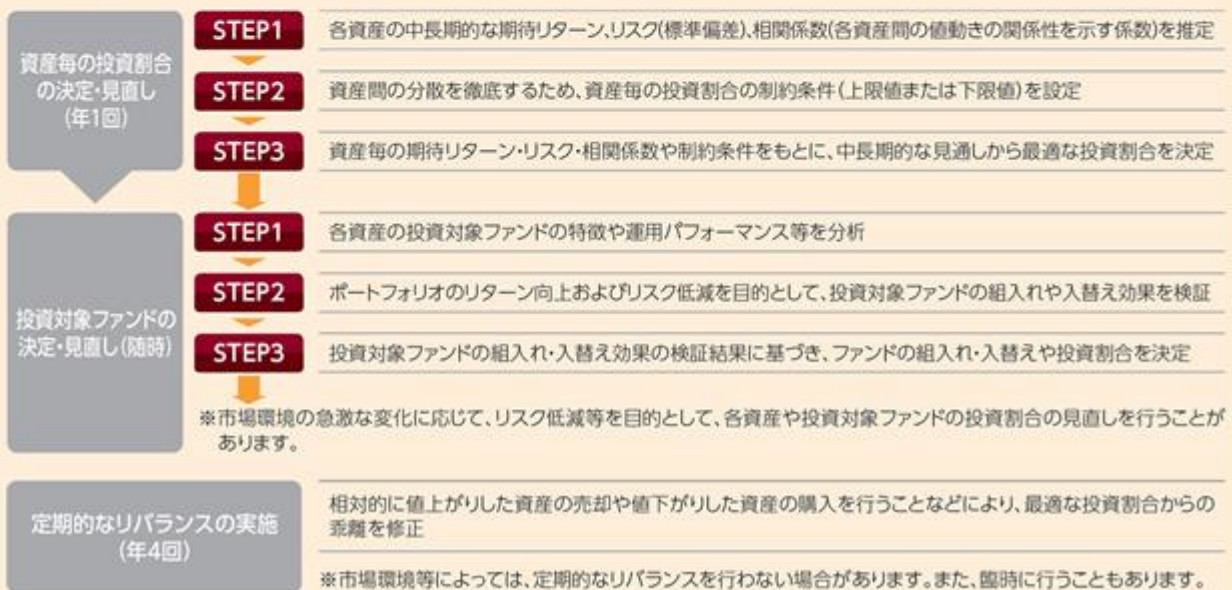 資産毎の投資割合
の決定・見直し
(年1回)
STEP1
各資産の中長期的な期待リターン、リスク(標準偏差)、相関係数(各資産間の値動きの関係性を示す係数)を推定
STEP2
資産間の分散を徹底するため、資産毎の投資割合の制約条件(上限値または下限値)を設定
STEP3
資産毎の期待リターン・リスク・相関係数や制約条件をもとに、中長期的な見通しから最適な投資割合を決定
投資対象ファンドの
決定・見直し(随時)
STEP1
各資産の投資対象ファンドの特徴や運用パフォーマンス等を分析
STEP2
ポートフォリオのリターン向上およびリスク低減を目的として、投資対象ファンドの組入れや入替え効果を検証
STEP3
投資対象ファンドの組入れ・入替え効果の検証結果に基づき、ファンドの組入れ・入替えや投資割合を決定
※市場環境の急激な変化に応じて、リスク低減等を目的として、各資産や投資対象ファンドの投資割合の見直しを行うことが
あります。
定期的なリバランスの実施
(年4回)
相対的に値上がりした資産の売却や値下がりした資産の購入を行うことなどにより、最適な投資割合からの
乖離を修正
※市場環境等によっては、定期的なリバランスを行わない場合があります。また、臨時に行うこともあります。